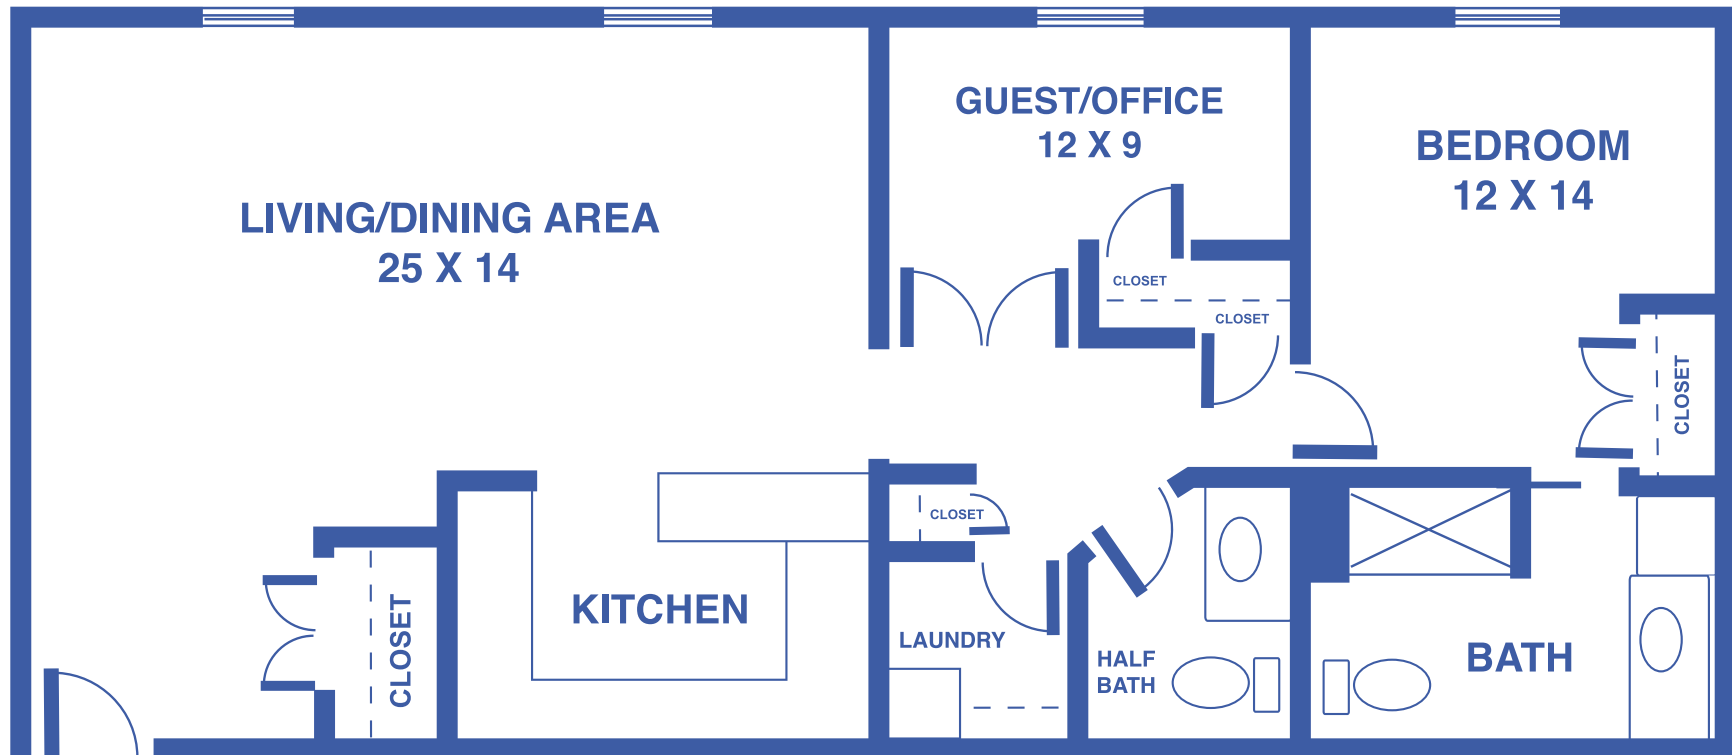 LIVING/DINING AREA
25 X 14
GUEST/OFFICE
12 X 9
BEDROOM
12 X 14
CLOSET
CLOSET
CLOSET
CLOSET
KITCHEN
CLOSET
LAUNDRY
HALF
BATH
BATH